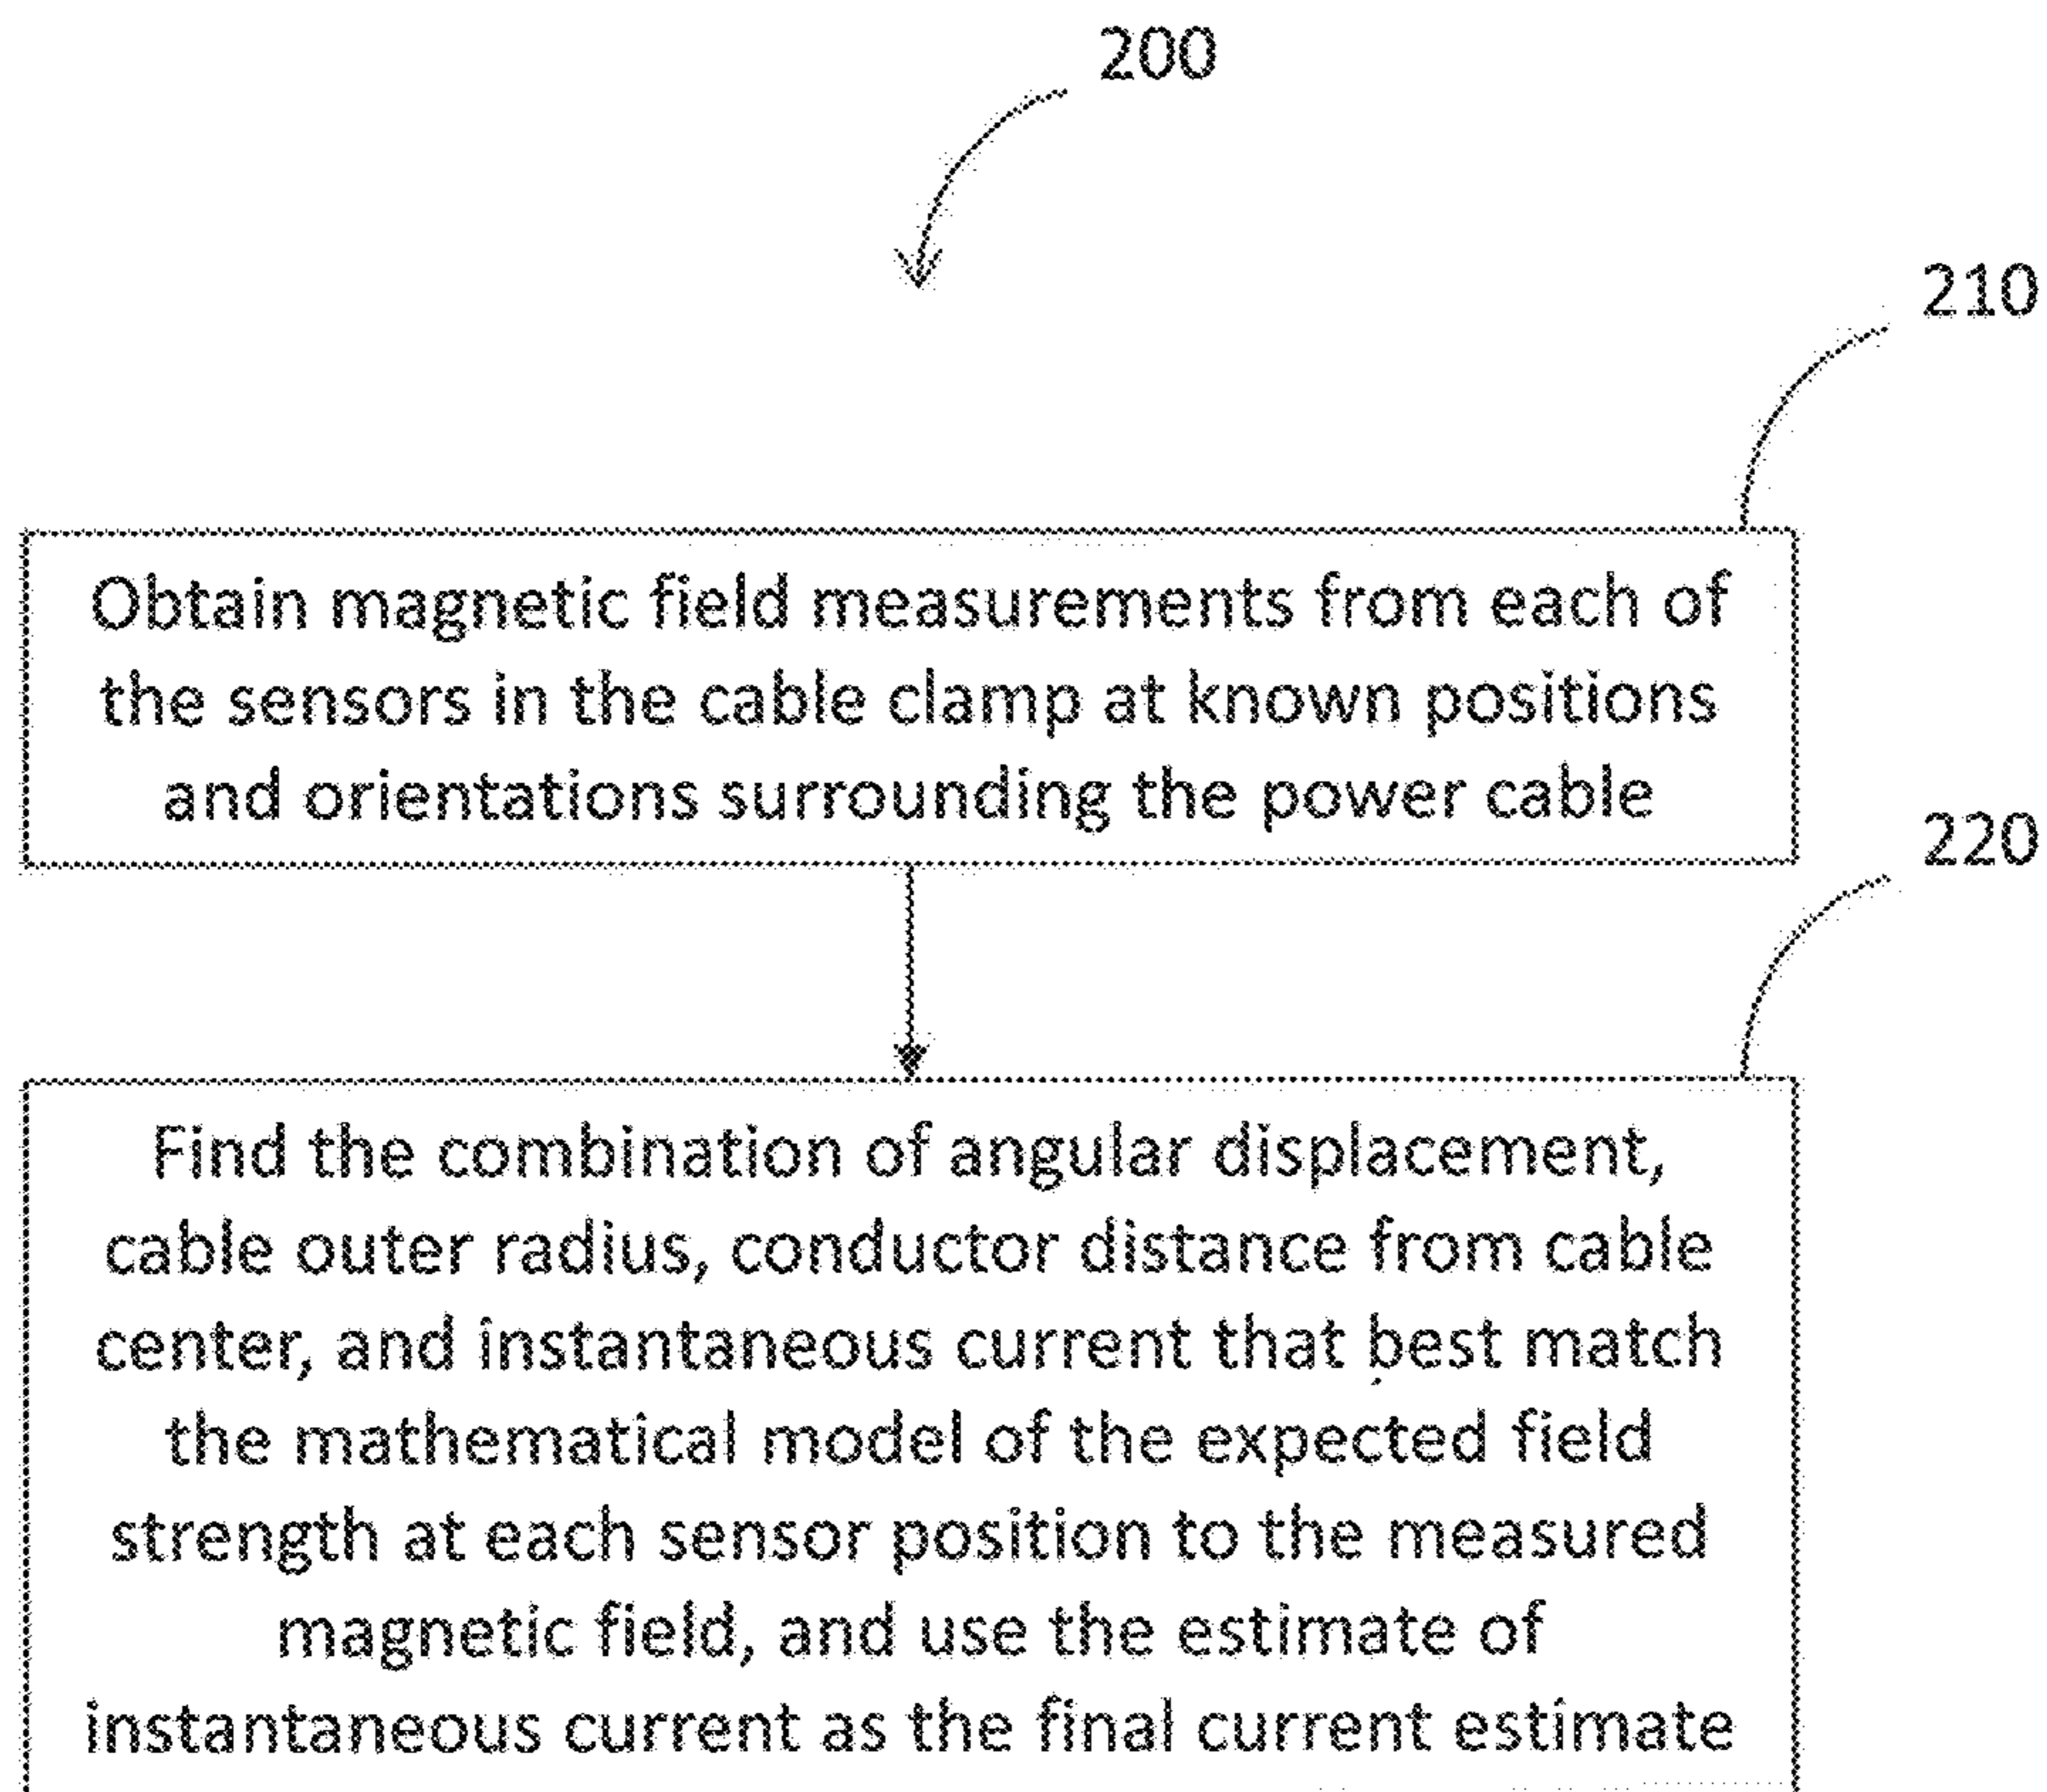 200
210
Obtain magnetic field measurements from each of
the sensors in the cable clamp at known positions
and orientations surrounding the power cable
220
Find the combination of angular displacement,
cable outer radius, conductor distance from cable
center, and instantaneous current that best match
the mathematical model of the expected field
strength at each sensor position to the measured
magnetic field, and use the estimate of
instantaneous current as the final current estimate